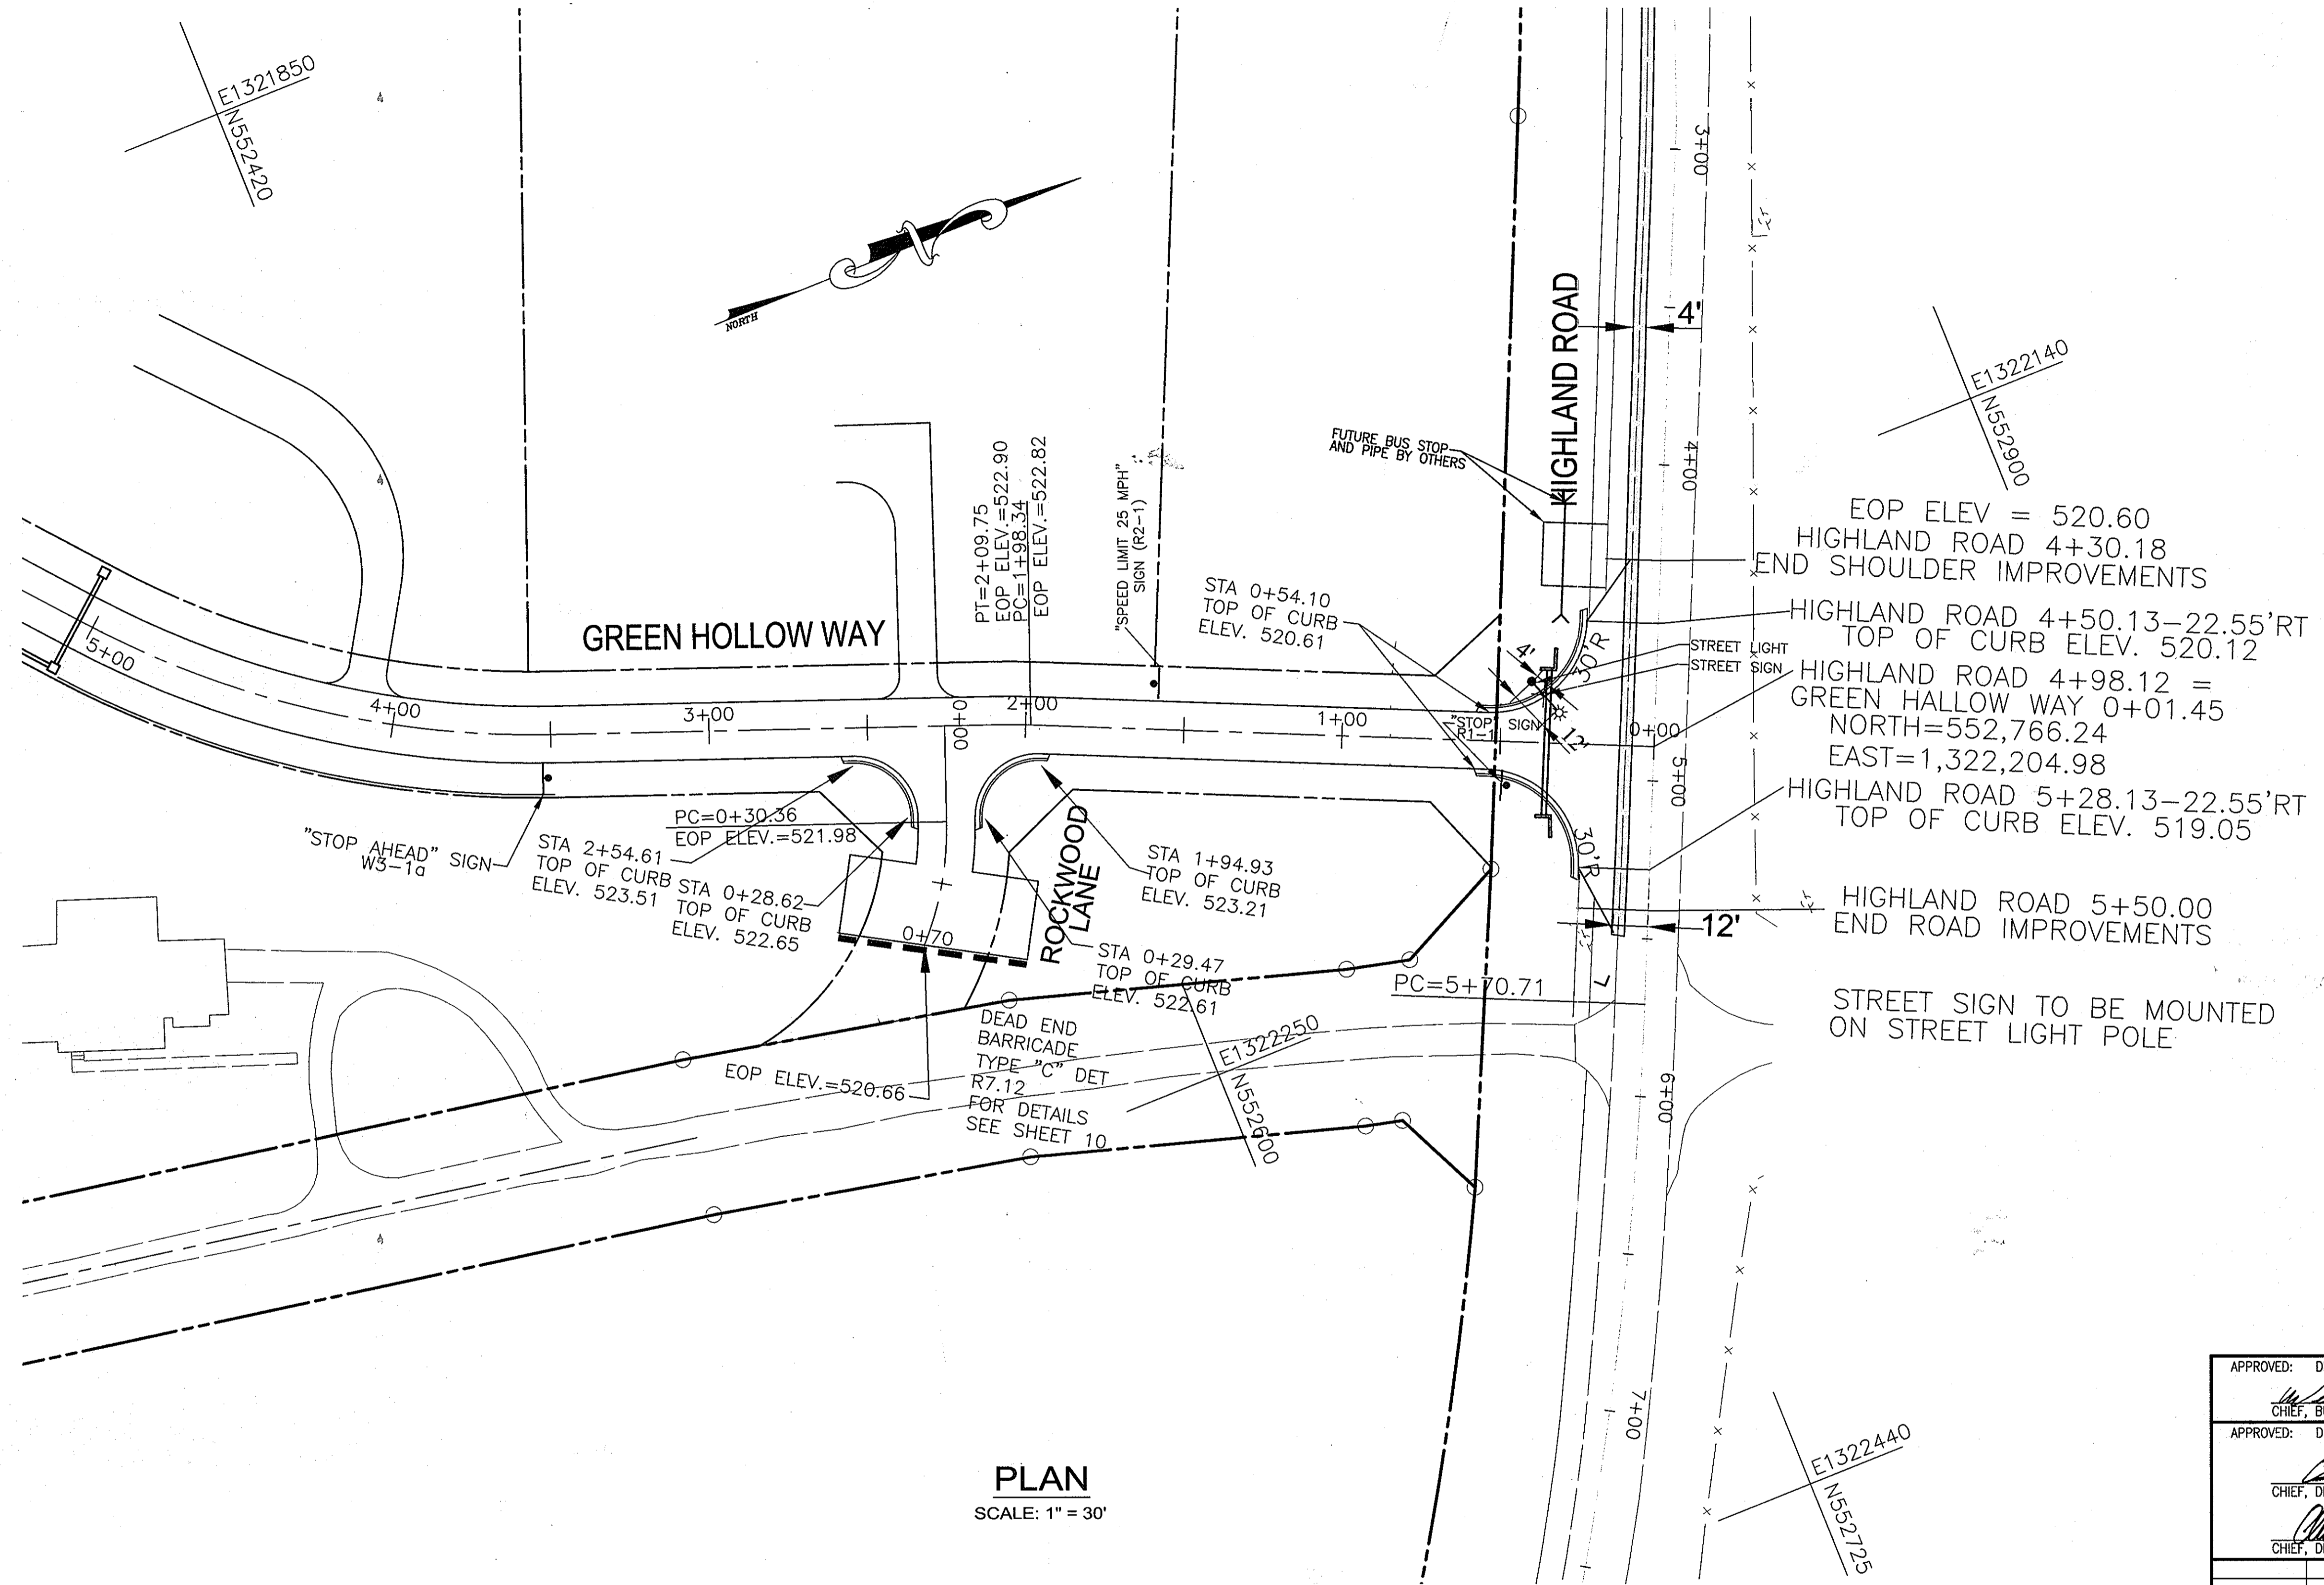 E1321850
N552420
NORTH
3+00
HIGHLAND ROAD
4'
E1322140
N552900
FUTURE BUS STOP
AND PIPE BY OTHERS
4+00
PT=2+09.75
EOP ELEV.=522.90
PC=1+98.34
EOP ELEV.=522.82
"SPEED LIMIT 25 MPH"
SIGN (R2-1)
EOP ELEV = 520.60
HIGHLAND ROAD 4+30.18
END SHOULDER IMPROVEMENTS
GREEN HOLLOW WAY
STA 0+54.10
TOP OF CURB
ELEV. 520.61
HIGHLAND ROAD 4+50.13-22.55'RT
TOP OF CURB ELEV. 520.12
4'
30'R
STREET LIGHT
STREET SIGN
HIGHLAND ROAD 4+98.12 =
GREEN HALLOW WAY 0+01.45
NORTH=552,766.24
EAST=1,322,204.98
5+00
4+00
3+00
0+00
2+00
1+00
"STOP" SIGN
R1-1
12'
0+00
5+00
HIGHLAND ROAD 5+28.13-22.55'RT
TOP OF CURB ELEV. 519.05
30'R
"STOP AHEAD" SIGN
W3-1a
PC=0+30.36
EOP ELEV.=521.98
STA 2+54.61
TOP OF CURB
ELEV. 523.51
STA 0+28.62
TOP OF CURB
ELEV. 522.65
ROCKWOOD
LANE
STA 1+94.93
TOP OF CURB
ELEV. 523.21
HIGHLAND ROAD 5+50.00
END ROAD IMPROVEMENTS
12'
0+70
STA 0+29.47
TOP OF CURB
ELEV. 522.61
PC=5+70.71
STREET SIGN TO BE MOUNTED
ON STREET LIGHT POLE
DEAD END
BARRICADE
TYPE "C" DET
R7.12
FOR DETAILS
SEE SHEET 10
EOP ELEV.=520.66
E1322250
N552600
6+00
7+00
E1322440
N552725
PLAN
SCALE: 1" = 30'
APPROVED: D
CHIEF, B
APPROVED: D
CHIEF, D
CHIEF, D